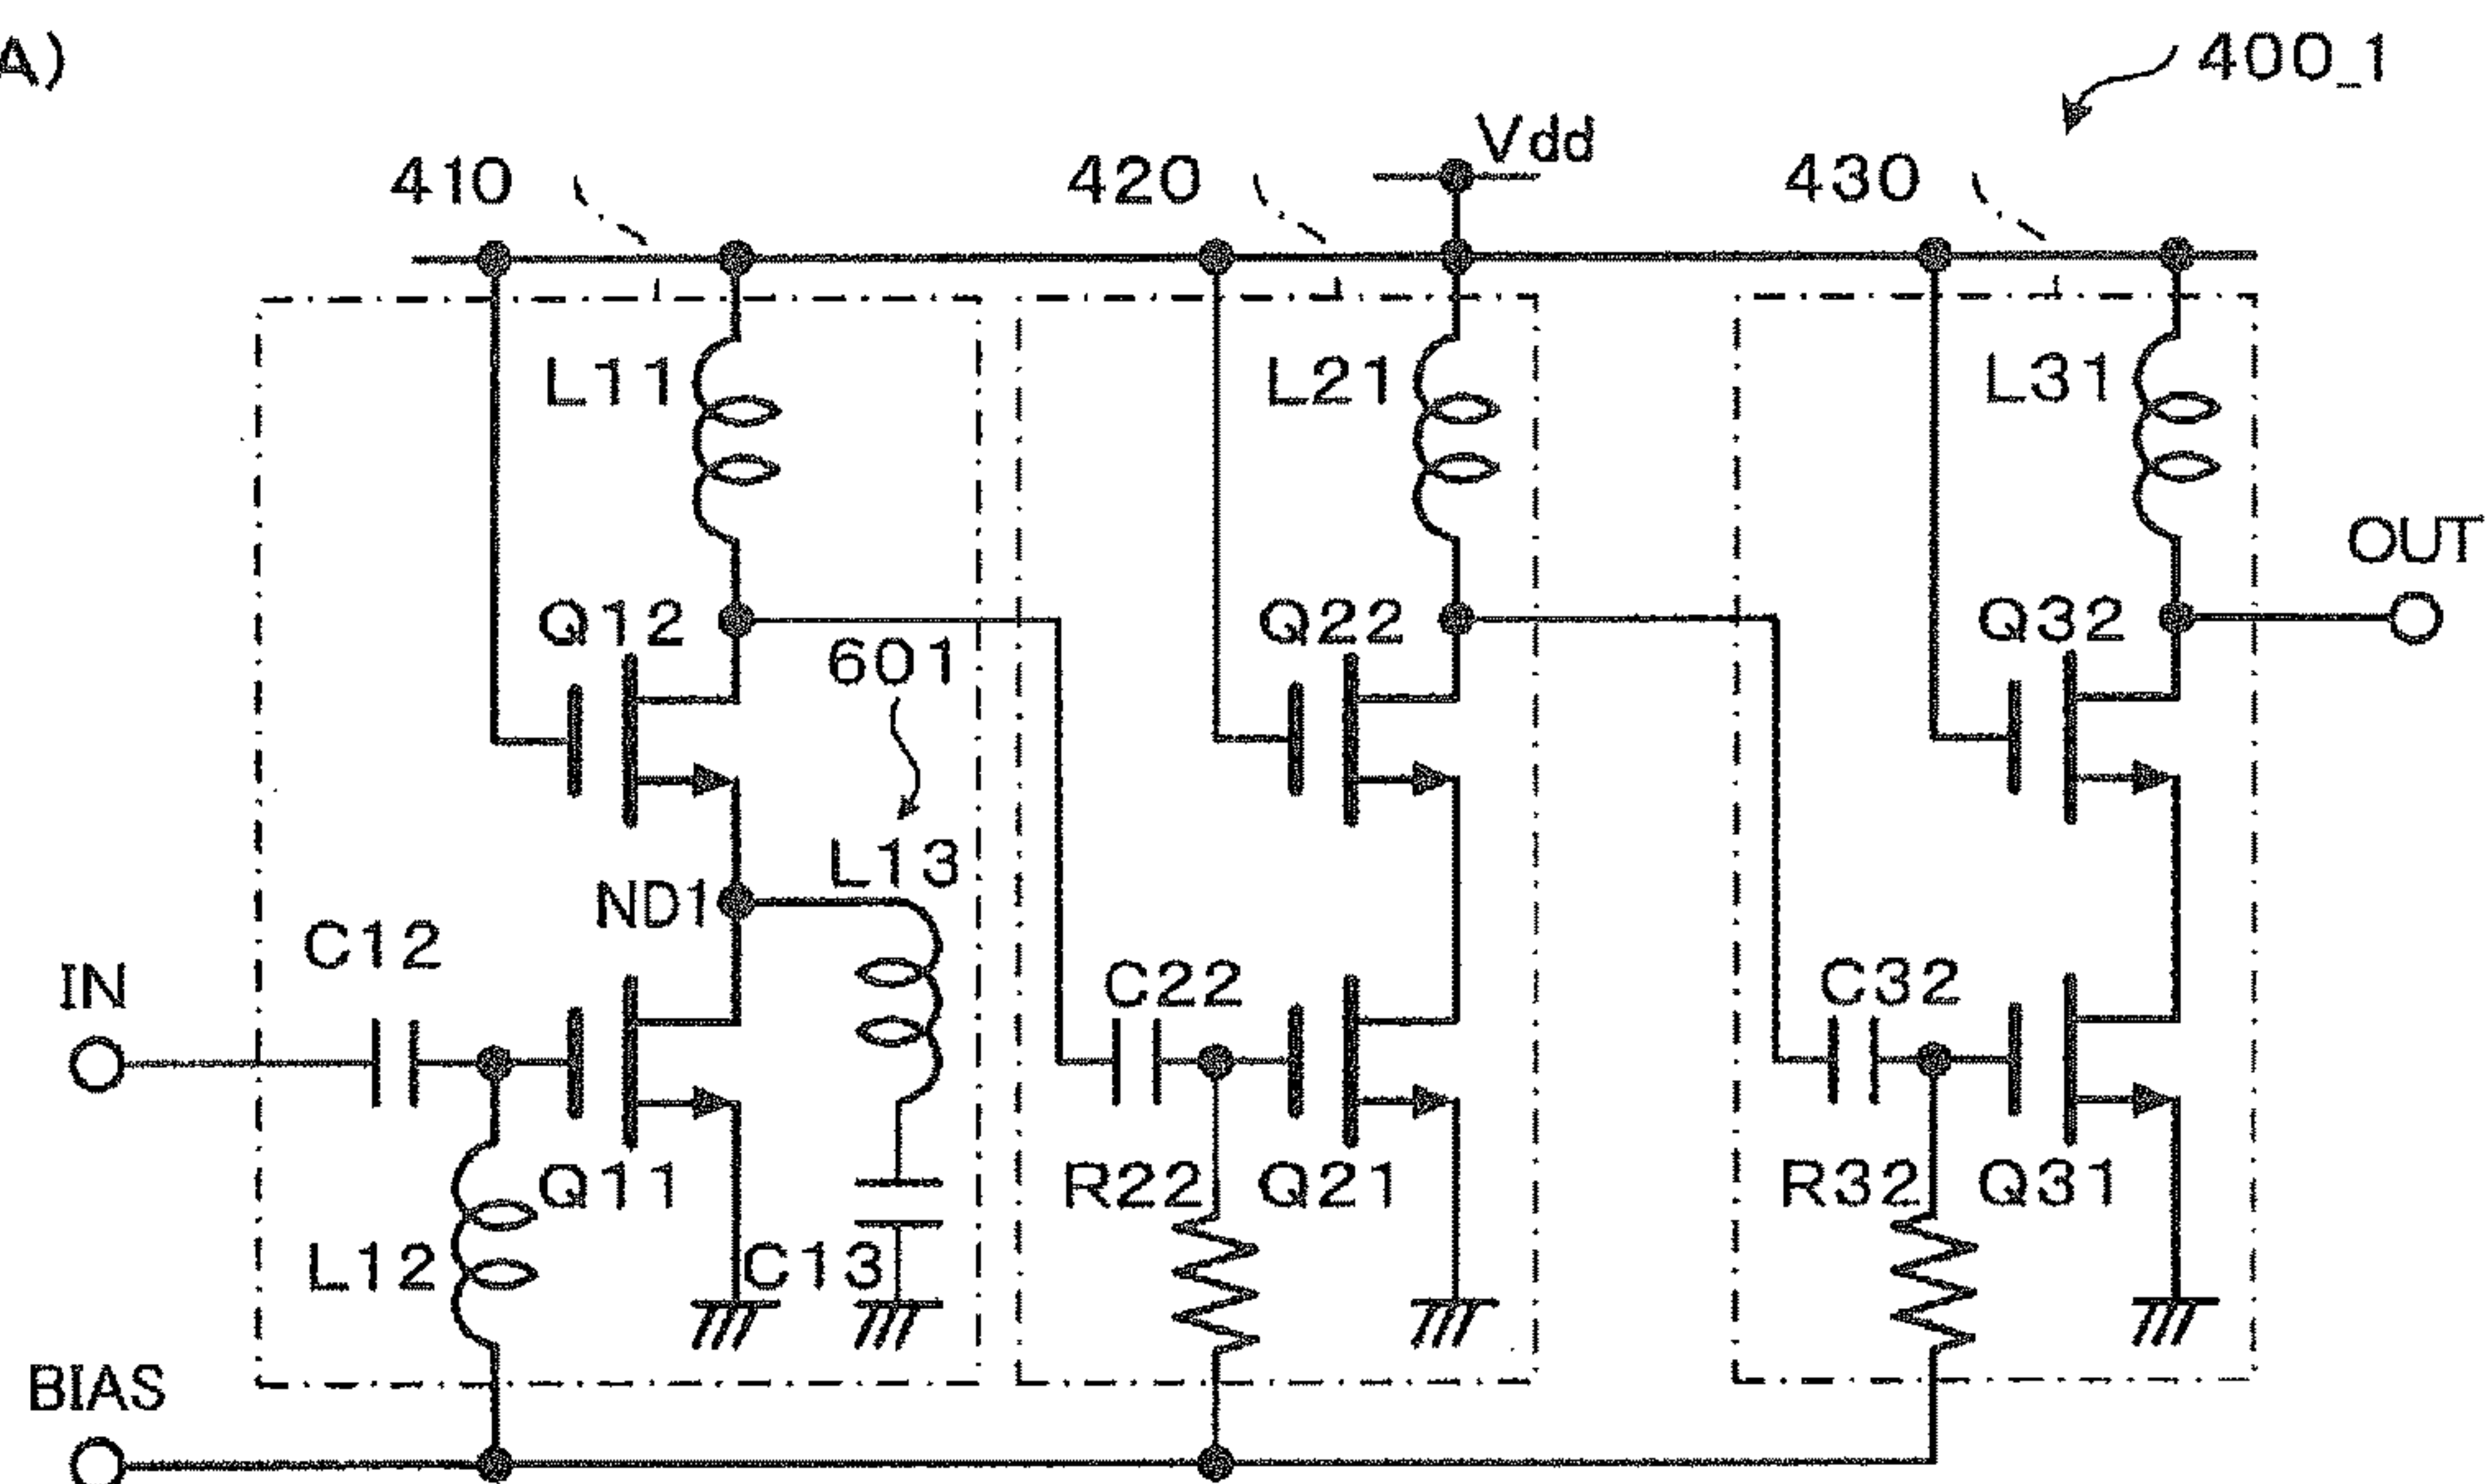 A)
400_1
Vdd
410
420
430
L11
L21
L31
OUT
Q12
Q22
Q32
601
L13
ND1
C12
C22
C32
IN
Q11
R22
Q21
R32
Q31
L12
C13
BIAS